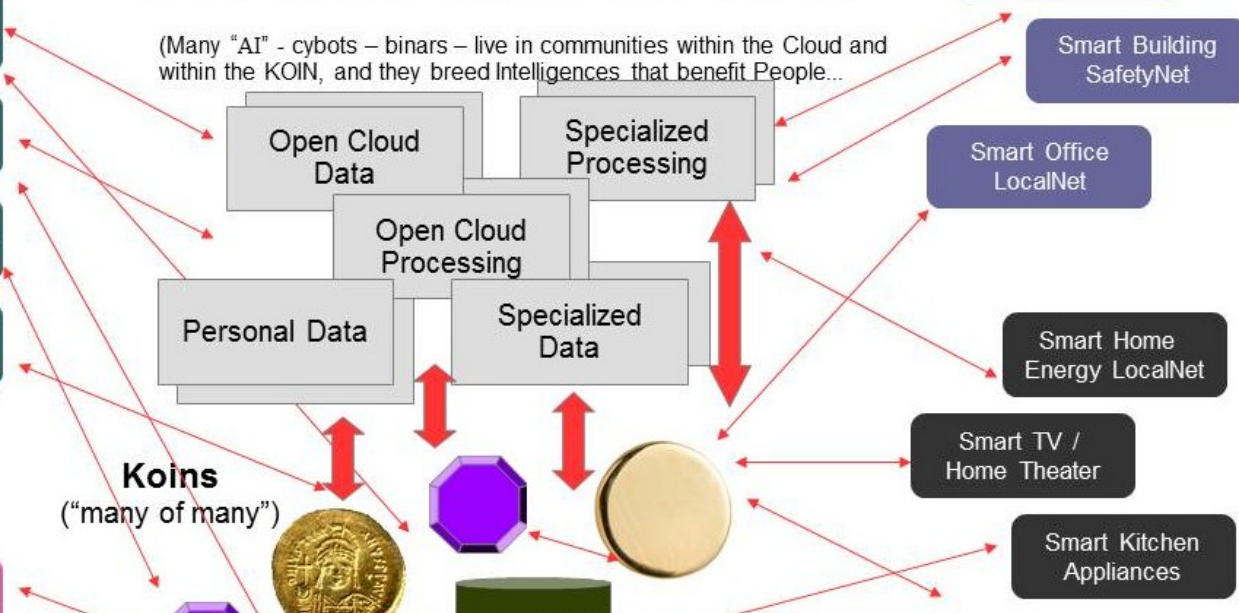 (Many “AI” - cybots – binars – live in communities within the Cloud and
within the KOIN, and they breed Intelligences that benefit People...
Smart Building
SafetyNet
Open Cloud
Data
Specialized
Processing
Smart Office
LocalNet
Open Cloud
Processing
Personal Data
Specialized
Data
Smart Home
Energy LocalNet
Smart TV /
Home Theater
Koins
(“many of many”)
Smart Kitchen
Appliances